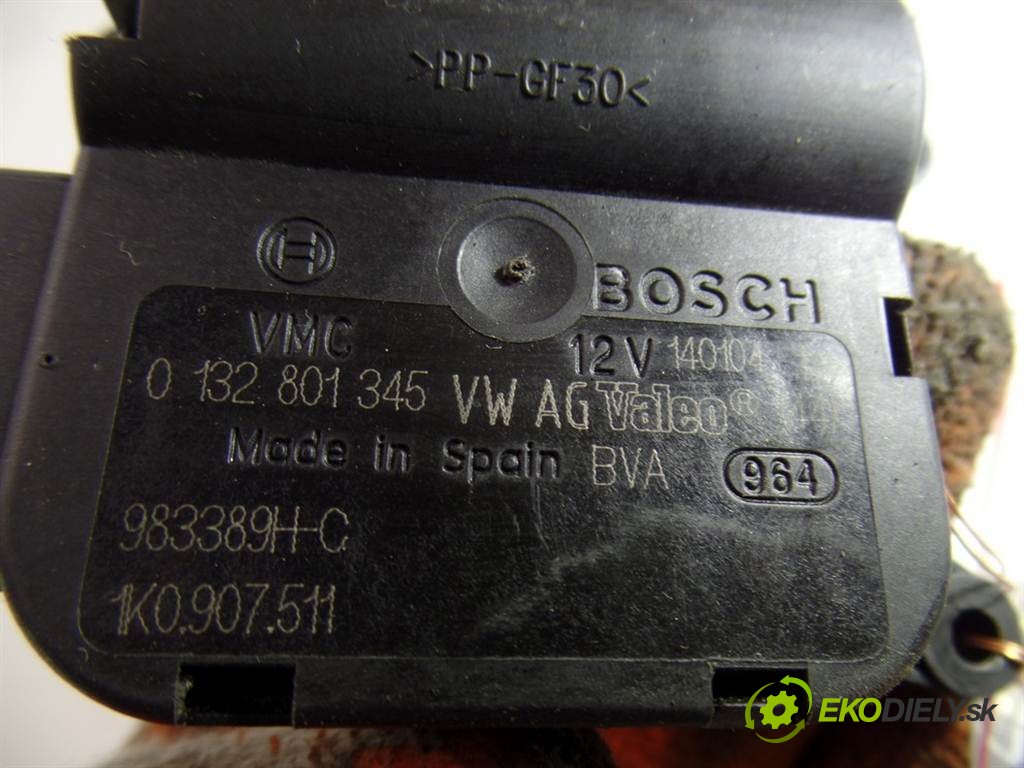 >PP-GF30<
BOSCH
VMC 12V 140104
0 132 801 345 VW AG Valeo®
Made in Spain BVA 964
983389H-C
1K0.907.511
EKODIELY.sk